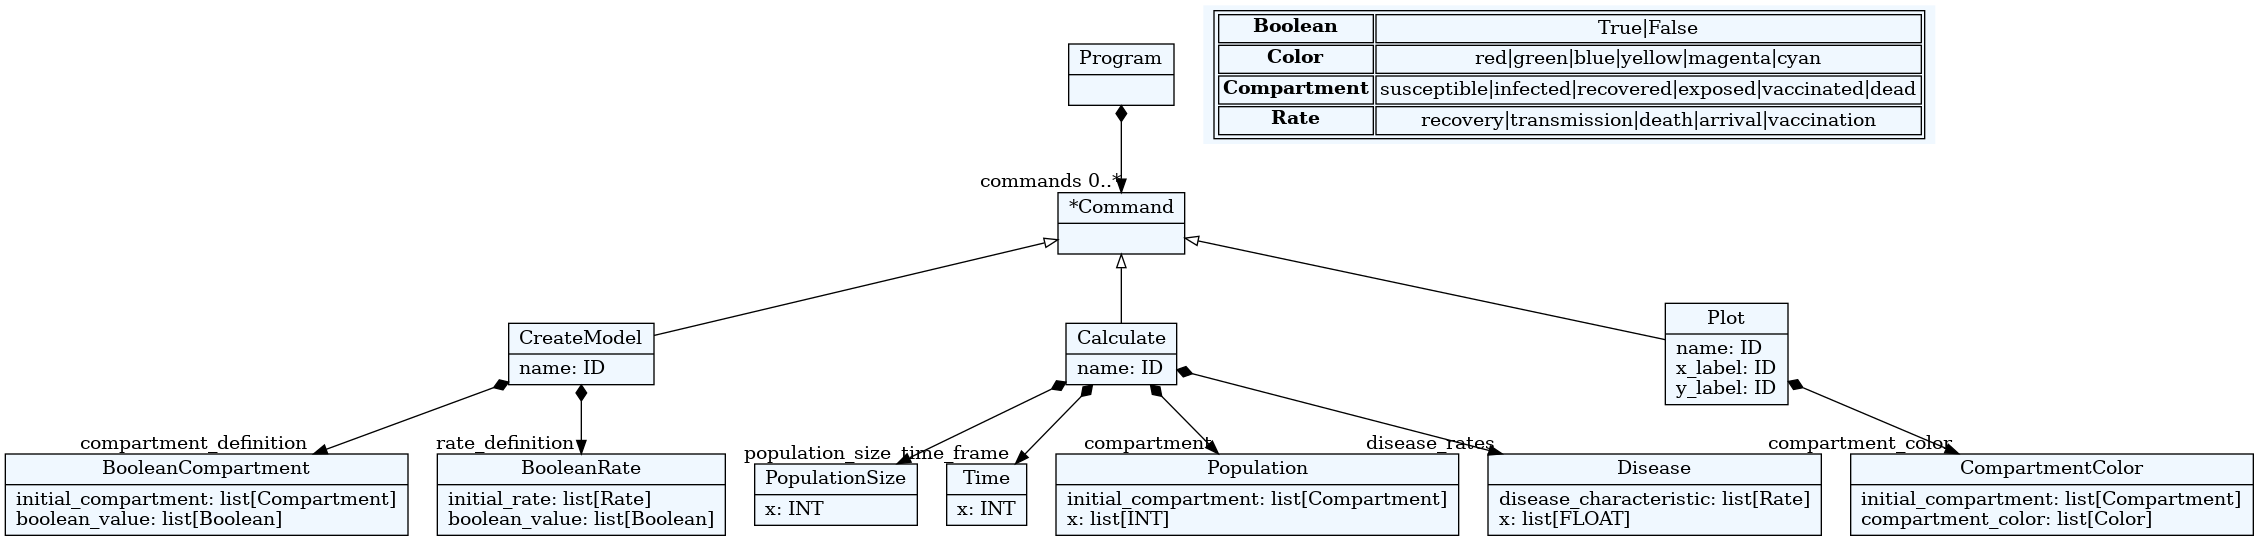 Program
Boolean True|False
Color red|green|blue|yellow|magenta|cyan
Compartment susceptible|infected|recovered|exposed|vaccinated|dead
Rate recovery|transmission|death|arrival|vaccination
commands 0..*
*Command
CreateModel
name: ID
Calculate
name: ID
Plot
name: ID
x_label: ID
y_label: ID
compartment_definition
rate_definition
population_size
time_frame
compartment
disease_rates
compartment_color
BooleanCompartment
initial_compartment: list[Compartment]
boolean_value: list[Boolean]
BooleanRate
initial_rate: list[Rate]
boolean_value: list[Boolean]
PopulationSize
x: INT
Time
x: INT
Population
initial_compartment: list[Compartment]
x: list[INT]
Disease
disease_characteristic: list[Rate]
x: list[FLOAT]
CompartmentColor
initial_compartment: list[Compartment]
compartment_color: list[Color]